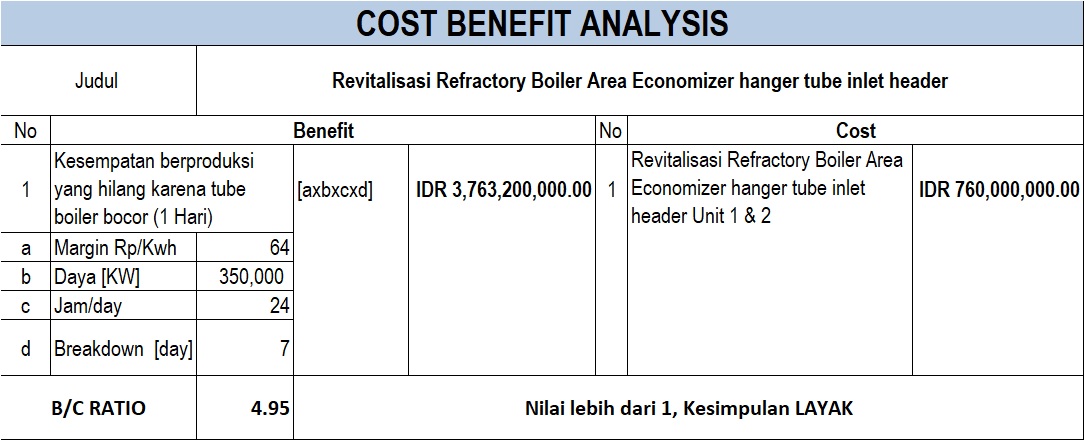 COST BENEFIT ANALYSIS
Judul Revitalisasi Refractory Boiler Area Economizer hanger tube inlet header
No Benefit No Cost
1 Kesempatan berproduksi yang hilang karena tube boiler bocor (1 Hari) [axbxcxd] IDR 3,763,200,000.00 1 Revitalisasi Refractory Boiler Area Economizer hanger tube inlet header Unit 1 & 2 IDR 760,000,000.00
a Margin Rp/Kwh 64
b Daya [KW] 350,000
c Jam/day 24
d Breakdown [day] 7
B/C RATIO 4.95 Nilai lebih dari 1, Kesimpulan LAYAK